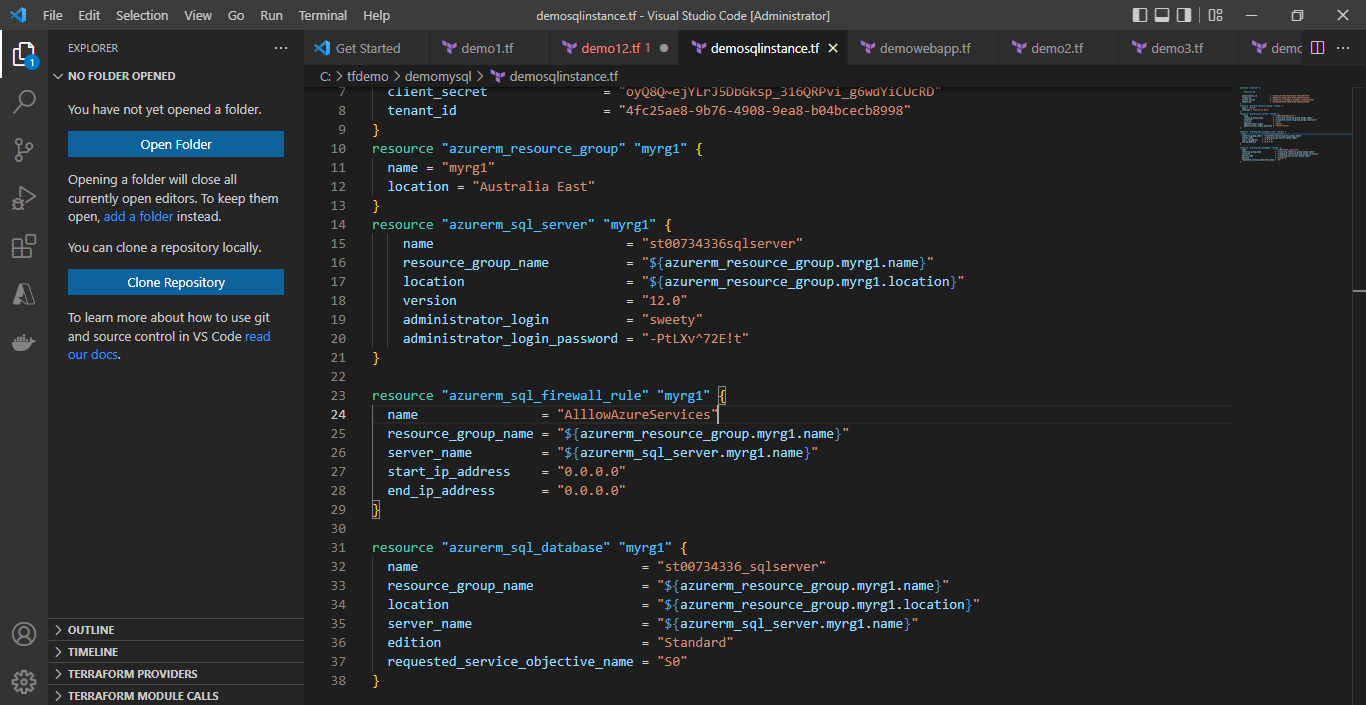 File Edit Selection View Go Run Terminal Help demosqlinstance.tf - Visual Studio Code [Administrator]
EXPLORER
Get Started demo1.tf demo12.tf 1 demosqlinstance.tf demowebapp.tf demo2.tf demo3.tf demo
C: > tfdemo > demomysql > demosqlinstance.tf
1
NO FOLDER OPENED
You have not yet opened a folder.
Open Folder
Opening a folder will close all
currently open editors. To keep them
open, add a folder instead.
You can clone a repository locally.
Clone Repository
To learn more about how to use git
and source control in VS Code read
our docs.
OUTLINE
TIMELINE
TERRAFORM PROVIDERS
TERRAFORM MODULE CALLS
7 client_secret =
8 tenant_id = "4fc25ae8-9b76-4908-9ea8-b04bcecb8998"
9 }
10 resource "azurerm_resource_group" "myrg1" {
11 name = "myrg1"
12 location = "Australia East"
13 }
14 resource "azurerm_sql_server" "myrg1" {
15 name = "st00734336sqlserver"
16 resource_group_name = "${azurerm_resource_group.myrg1.name}"
17 location = "${azurerm_resource_group.myrg1.location}"
18 version = "12.0"
19 administrator_login = "sweety"
20 administrator_login_password = "-PtLXv^72E!t"
21 }
22
23 resource "azurerm_sql_firewall_rule" "myrg1" {
24 name = "AlllowAzureServices"
25 resource_group_name = "${azurerm_resource_group.myrg1.name}"
26 server_name = "${azurerm_sql_server.myrg1.name}"
27 start_ip_address = "0.0.0.0"
28 end_ip_address = "0.0.0.0"
29 }
30
31 resource "azurerm_sql_database" "myrg1" {
32 name = "st00734336_sqlserver"
33 resource_group_name = "${azurerm_resource_group.myrg1.name}"
34 location = "${azurerm_resource_group.myrg1.location}"
35 server_name = "${azurerm_sql_server.myrg1.name}"
36 edition = "Standard"
37 requested_service_objective_name = "S0"
38 }